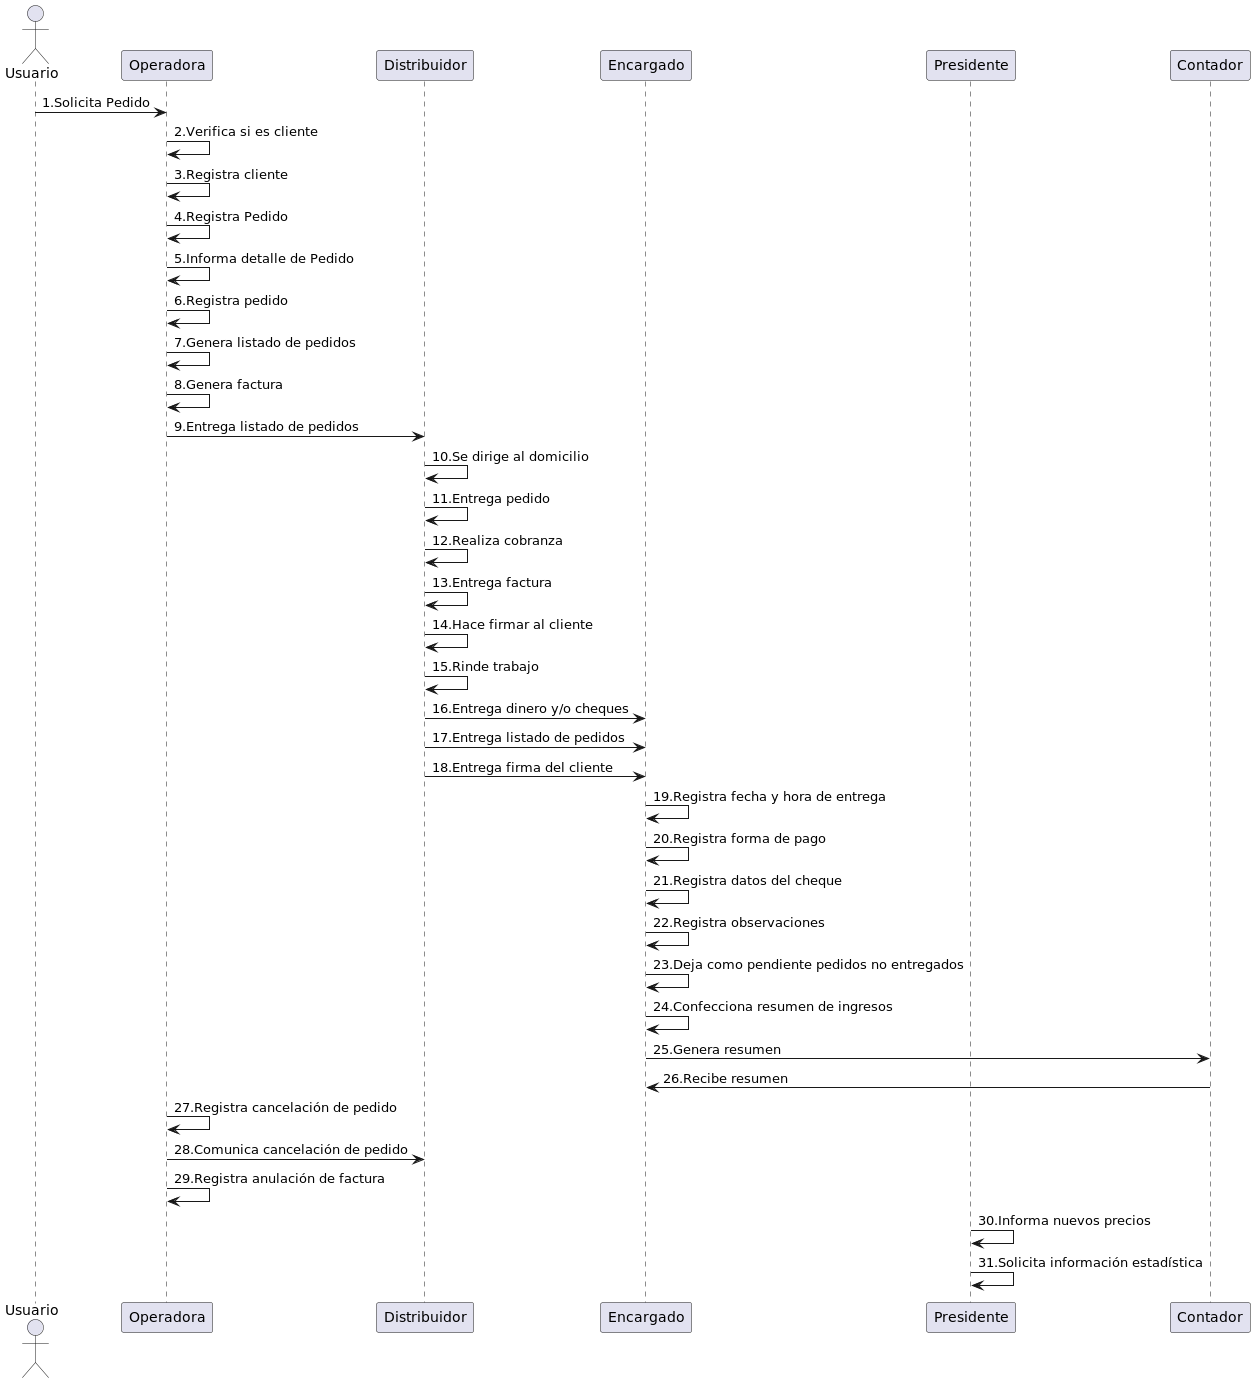 Usuario
Operadora
Distribuidor
Encargado
Presidente
Contador
1.Solicita Pedido
2.Verifica si es cliente
3.Registra cliente
4.Registra Pedido
5.Informa detalle de Pedido
6.Registra pedido
7.Genera listado de pedidos
8.Genera factura
9.Entrega listado de pedidos
10.Se dirige al domicilio
11.Entrega pedido
12.Realiza cobranza
13.Entrega factura
14.Hace firmar al cliente
15.Rinde trabajo
16.Entrega dinero y/o cheques
17.Entrega listado de pedidos
18.Entrega firma del cliente
19.Registra fecha y hora de entrega
20.Registra forma de pago
21.Registra datos del cheque
22.Registra observaciones
23.Deja como pendiente pedidos no entregados
24.Confecciona resumen de ingresos
25.Genera resumen
26.Recibe resumen
27.Registra cancelación de pedido
28.Comunica cancelación de pedido
29.Registra anulación de factura
30.Informa nuevos precios
31.Solicita información estadística
Usuario
Operadora
Distribuidor
Encargado
Presidente
Contador